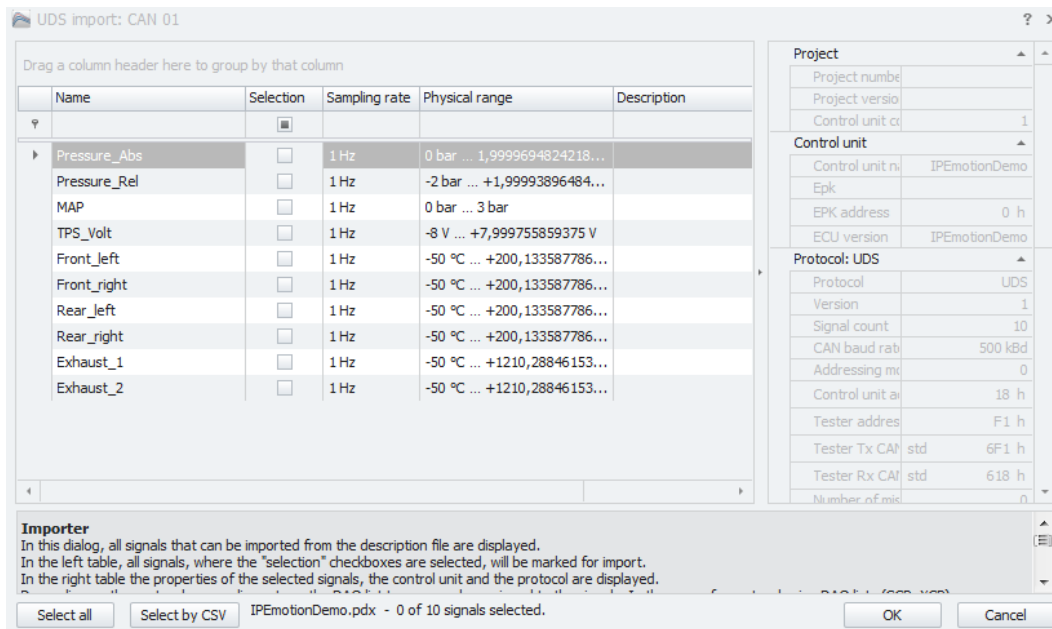 UDS import: CAN 01
Drag a column header here to group by that column
Name Selection Sampling rate Physical range Description
Pressure_Abs 1 Hz 0 bar ... 1,9999694824218...
Pressure_Rel 1 Hz -2 bar ... +1,99993896484...
MAP 1 Hz 0 bar ... 3 bar
TPS_Volt 1 Hz -8 V ... +7,999755859375 V
Front_left 1 Hz -50 °C ... +200,133587786...
Front_right 1 Hz -50 °C ... +200,133587786...
Rear_left 1 Hz -50 °C ... +200,133587786...
Rear_right 1 Hz -50 °C ... +200,133587786...
Exhaust_1 1 Hz -50 °C ... +1210,28846153...
Exhaust_2 1 Hz -50 °C ... +1210,28846153...
Project
Project numbe
Project versio
Control unit co 1
Control unit
Control unit na IPEmotionDemo
Epk
EPK address 0 h
ECU version IPEmotionDemo
Protocol: UDS
Protocol UDS
Version 1
Signal count 10
CAN baud rate 500 kBd
Addressing mo 0
Control unit ad 18 h
Tester addres F1 h
Tester Tx CAN std 6F1 h
Tester Rx CAN std 618 h
Number of mis 0
Importer
In this dialog, all signals that can be imported from the description file are displayed.
In the left table, all signals, where the "selection" checkboxes are selected, will be marked for import.
In the right table the properties of the selected signals, the control unit and the protocol are displayed.
Select all Select by CSV IPEmotionDemo.pdx - 0 of 10 signals selected. OK Cancel